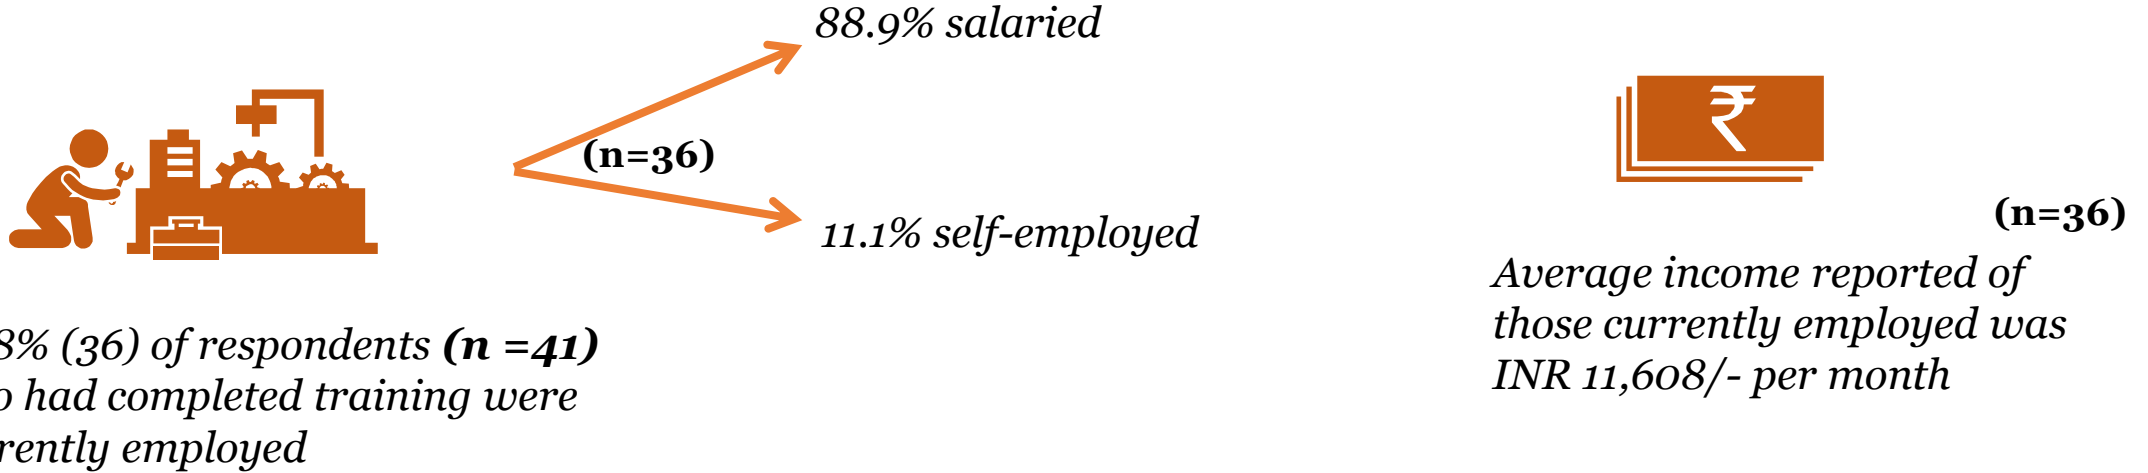 88.9% salaried
(n=36)
11.1% self-employed
8% (36) of respondents (n =41)
o had completed training were
rently employed
₹
(n=36)
Average income reported of
those currently employed was
INR 11,608/- per month